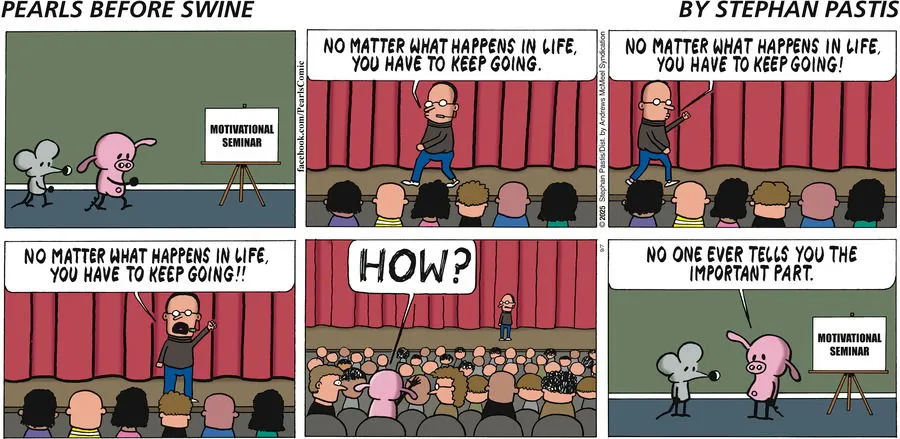 PEARLS BEFORE SWINE
BY STEPHAN PASTIS
MOTIVATIONAL
SEMINAR
facebook.com/PearlsComic
NO MATTER WHAT HAPPENS IN LIFE,
YOU HAVE TO KEEP GOING.
© 2025 Stephan Pastis/Dist. by Andrews McMeel Syndication
NO MATTER WHAT HAPPENS IN LIFE,
YOU HAVE TO KEEP GOING!
NO MATTER WHAT HAPPENS IN LIFE,
YOU HAVE TO KEEP GOING!!
HOW?
9/7
NO ONE EVER TELLS YOU THE
IMPORTANT PART.
MOTIVATIONAL
SEMINAR